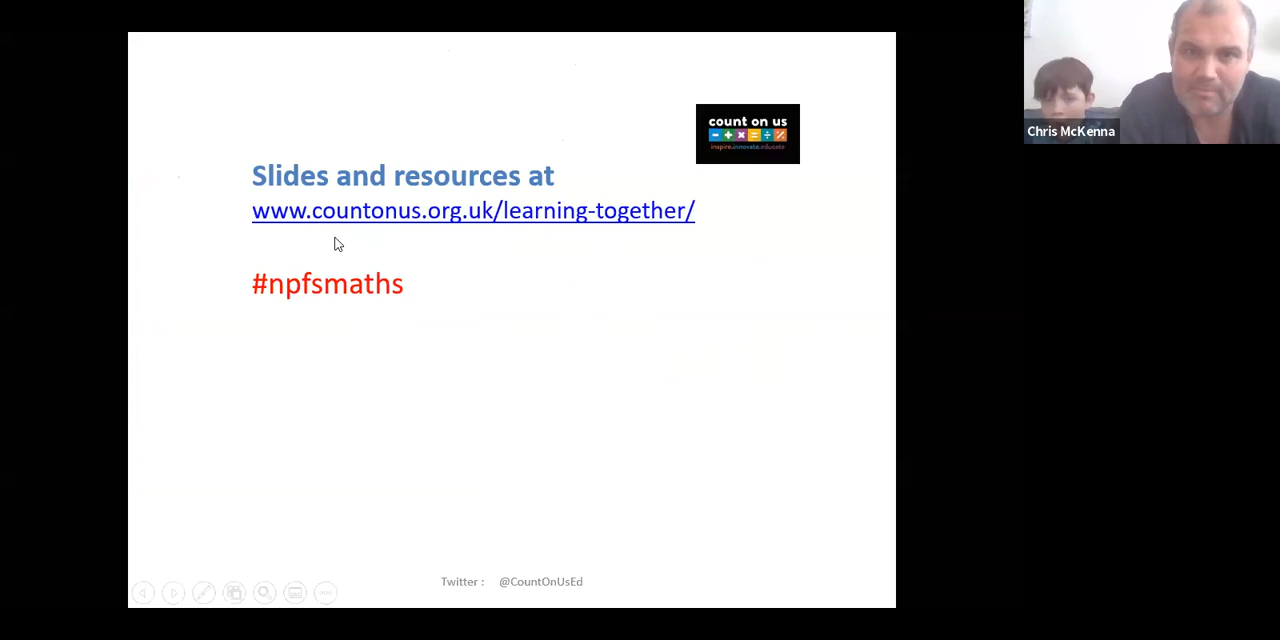 count on us
inspire.innovate.educate
Chris McKenna
Slides and resources at
www.countonus.org.uk/learning-together/
#npfsmaths
Twitter : @CountOnUsEd